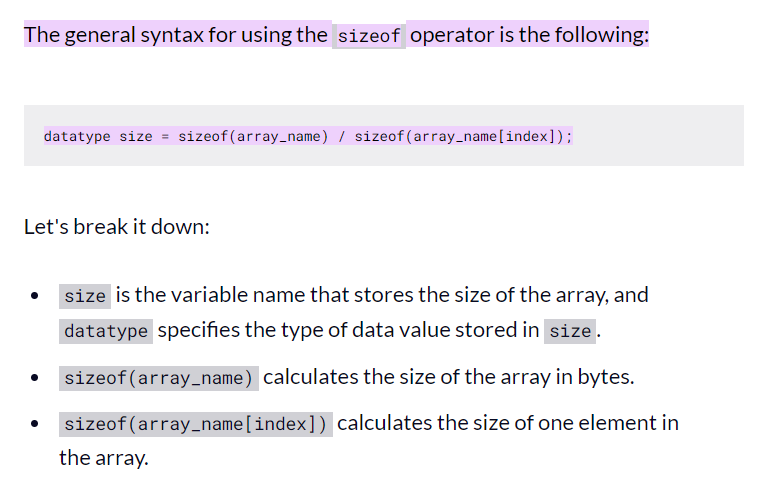 The general syntax for using the sizeof operator is the following:
datatype size = sizeof(array_name) / sizeof(array_name[index]);
Let's break it down:
• size is the variable name that stores the size of the array, and
datatype specifies the type of data value stored in size.
• sizeof(array_name) calculates the size of the array in bytes.
• sizeof(array_name[index]) calculates the size of one element in
the array.